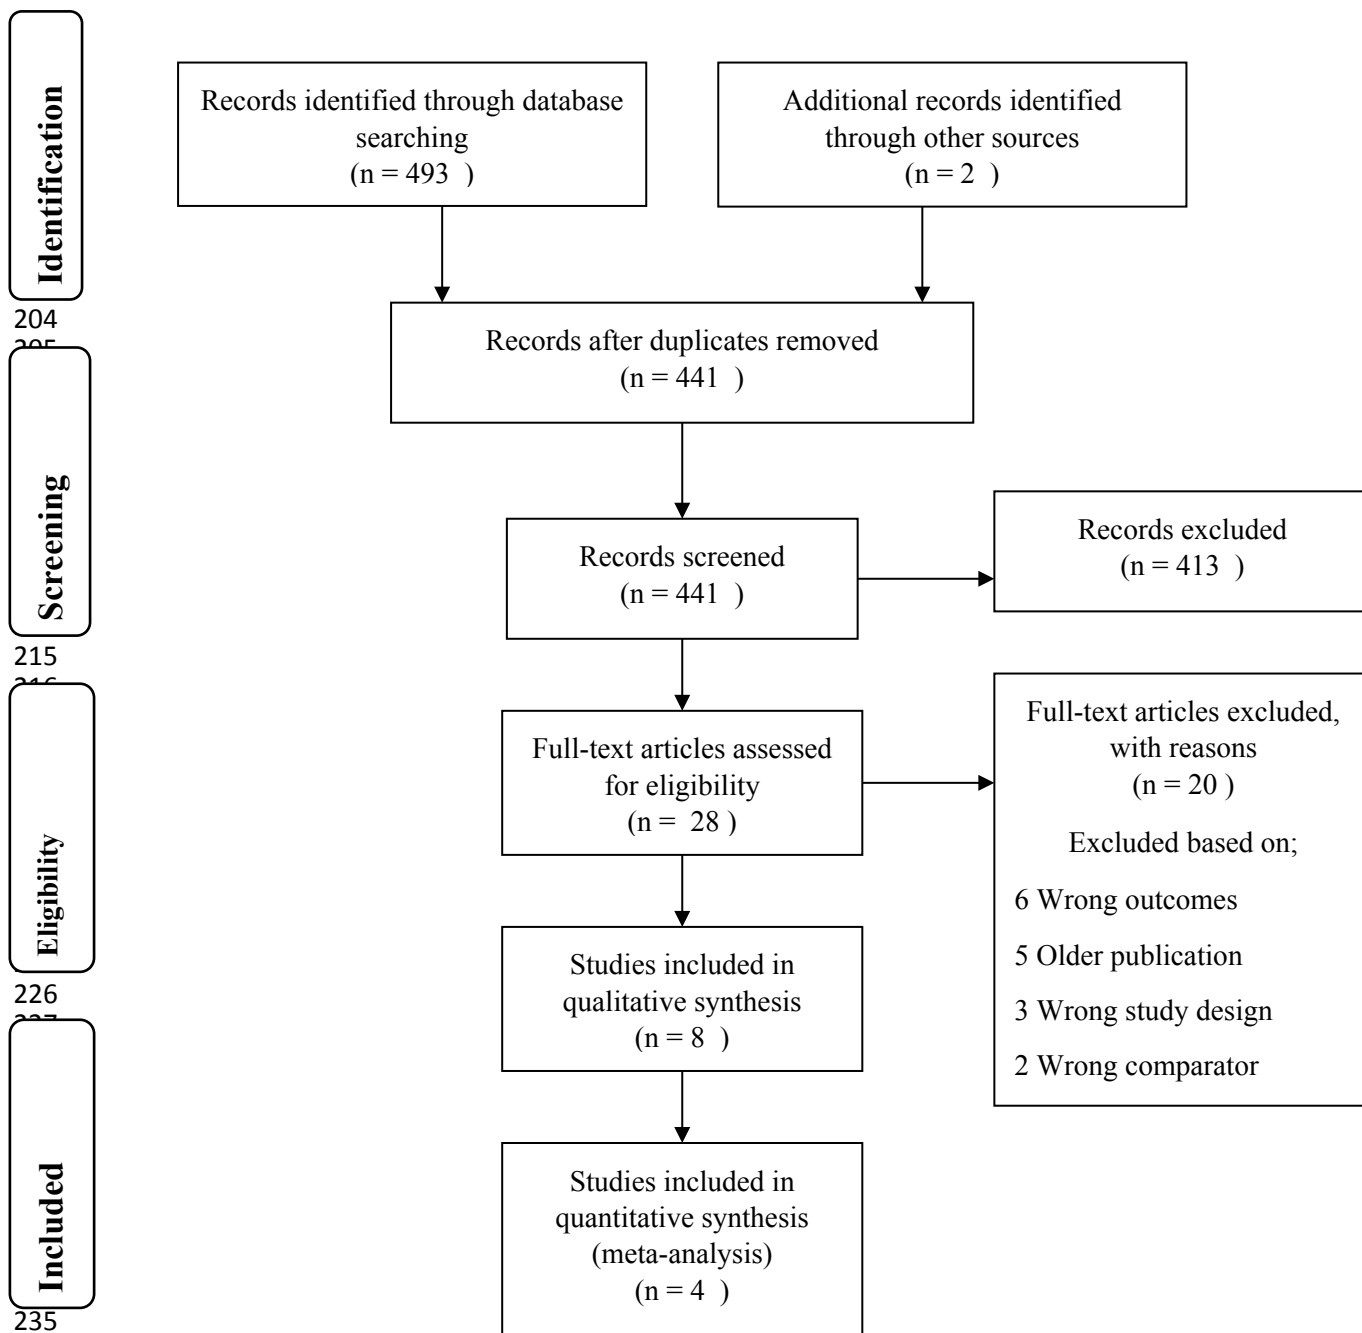 Identification
Records identified through database
searching
(n = 493  )
Additional records identified
through other sources
(n = 2  )
204
Records after duplicates removed
(n = 441  )
Screening
Records screened
(n = 441  )
Records excluded
(n = 413  )
215
Eligibility
Full-text articles assessed
for eligibility
(n =  28 )
Full-text articles excluded,
with reasons
(n = 20 )
Excluded based on;
6 Wrong outcomes
5 Older publication
3 Wrong study design
2 Wrong comparator
Studies included in
qualitative synthesis
(n = 8  )
226
Included
Studies included in
quantitative synthesis
(meta-analysis)
(n = 4  )
235